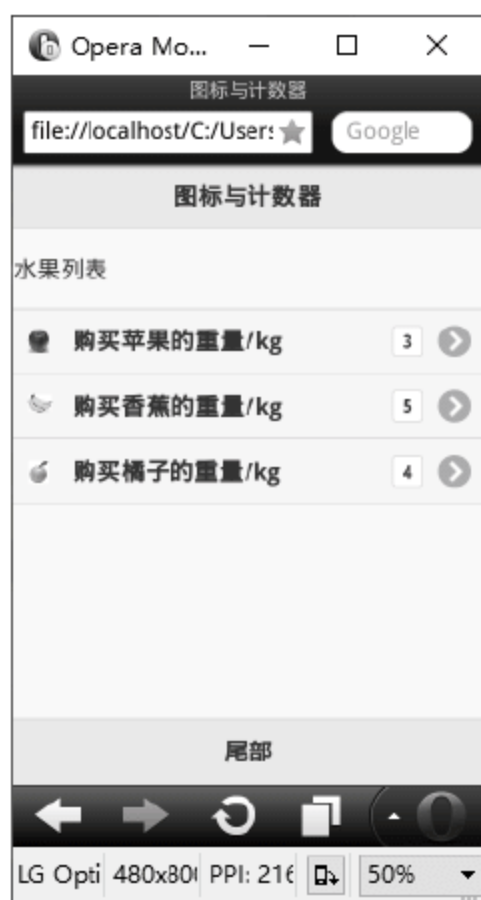 Opera Mo...
图标与计数器
file://localhost/C:/Users
Google
图标与计数器
水果列表
购买苹果的重量/kg 3
购买香蕉的重量/kg 5
购买橘子的重量/kg 4
尾部
LG Opti 480x80 PPI: 216 50%